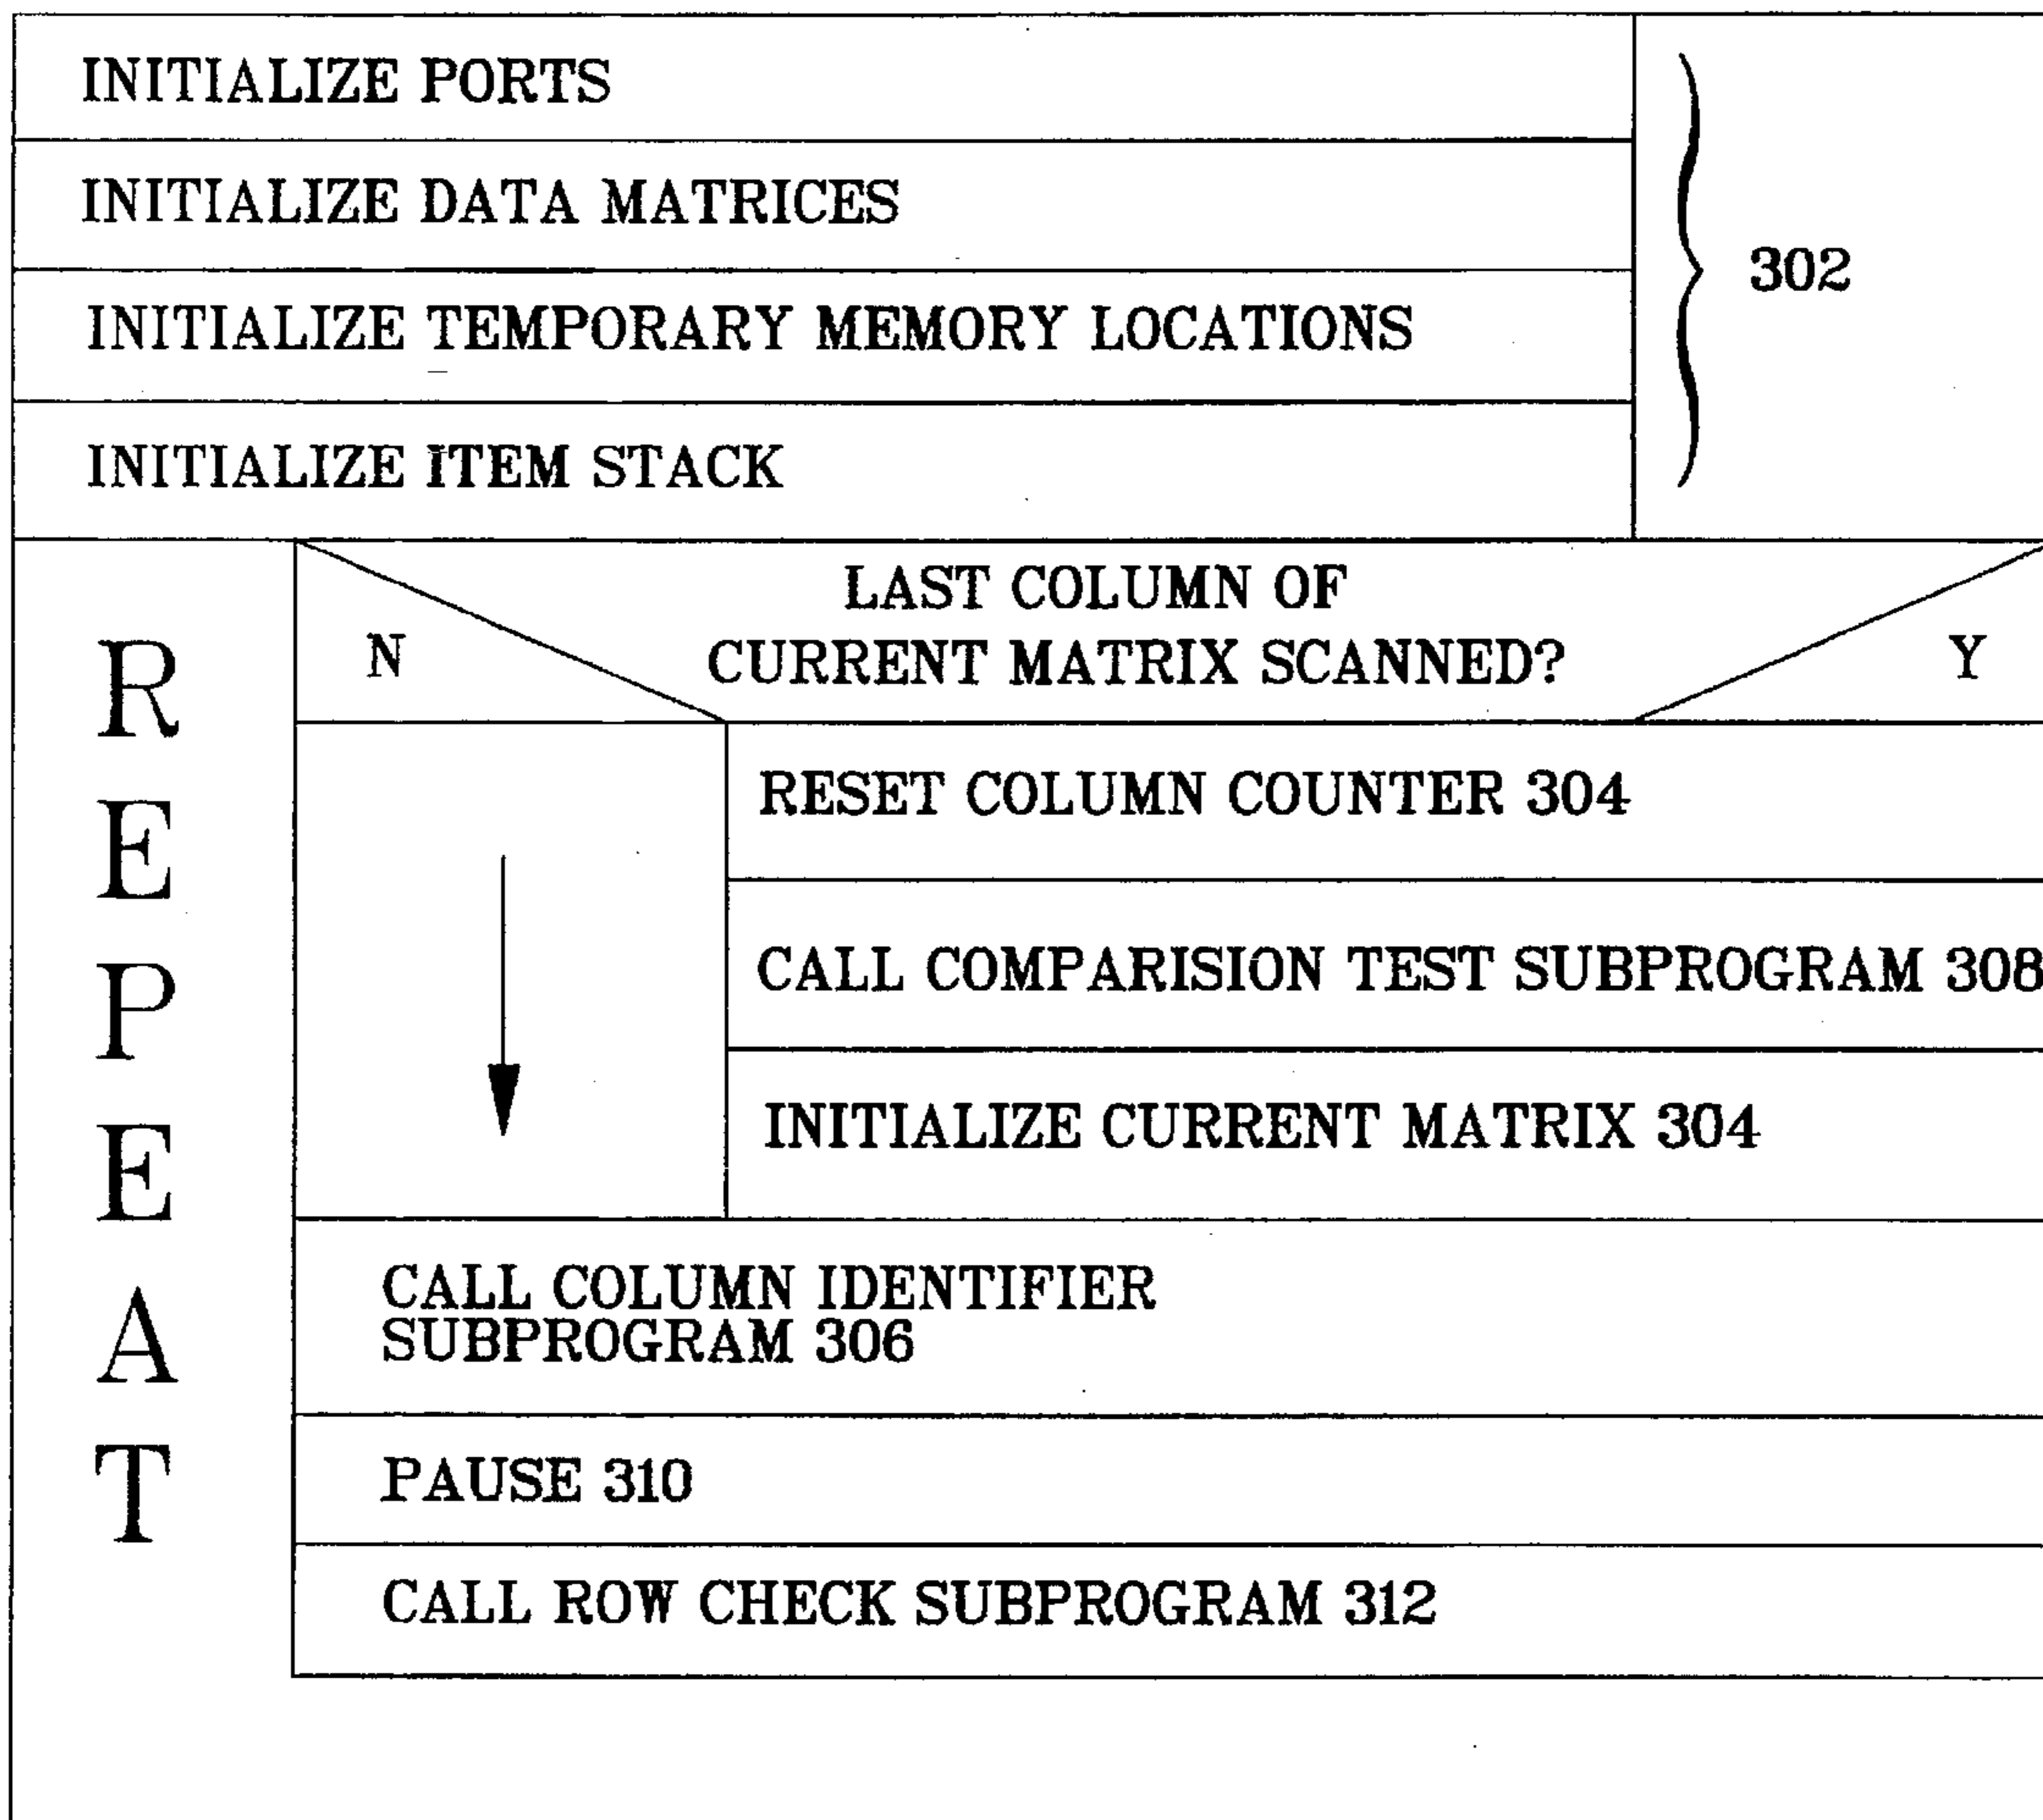 INITIALIZE PORTS
INITIALIZE DATA MATRICES
302
INITIALIZE TEMPORARY MEMORY LOCATIONS
INITIALIZE ITEM STACK
REPEAT
LAST COLUMN OF
CURRENT MATRIX SCANNED?
N
Y
RESET COLUMN COUNTER 304
CALL COMPARISION TEST SUBPROGRAM 308
INITIALIZE CURRENT MATRIX 304
CALL COLUMN IDENTIFIER
SUBPROGRAM 306
PAUSE 310
CALL ROW CHECK SUBPROGRAM 312